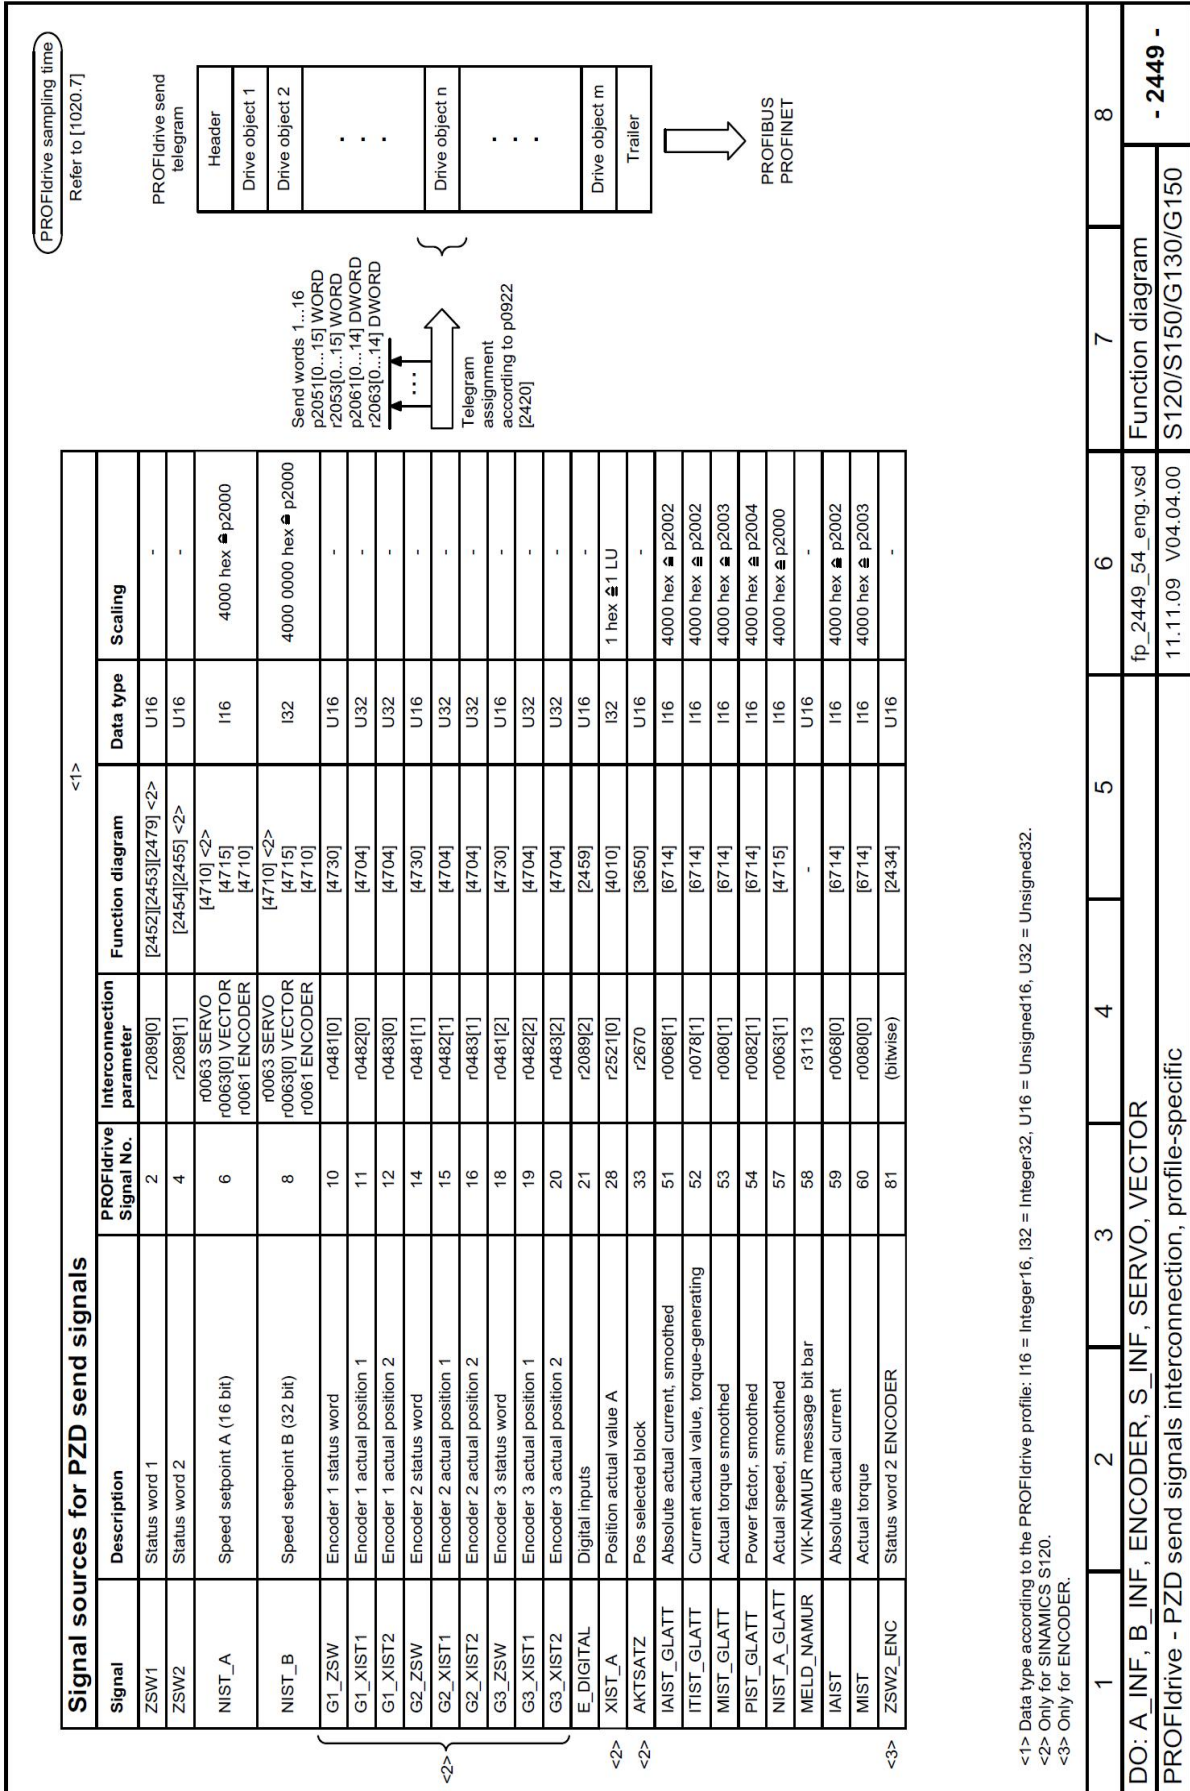 PROFIdrive sampling time
Refer to [1020.7]
Signal sources for PZD send signals
<1>
Signal Description PROFIdrive Signal No. Interconnection parameter Function diagram Data type Scaling
ZSW1 Status word 1 2 r2089[0] [2452][2453][2479] <2> U16 -
ZSW2 Status word 2 4 r2089[1] [2454][2455] <2> U16 -
NIST_A Speed setpoint A (16 bit) 6 r0063 SERVO [4710] <2> I16 4000 hex ≙ p2000
r0063[0] VECTOR [4715]
r0061 ENCODER [4710]
NIST_B Speed setpoint B (32 bit) 8 r0063 SERVO [4710] <2> I32 4000 0000 hex ≙ p2000
r0063[0] VECTOR [4715]
r0061 ENCODER [4710]
<2>
G1_ZSW Encoder 1 status word 10 r0481[0] [4730] U16 -
G1_XIST1 Encoder 1 actual position 1 11 r0482[0] [4704] U32 -
G1_XIST2 Encoder 1 actual position 2 12 r0483[0] [4704] U32 -
G2_ZSW Encoder 2 status word 14 r0481[1] [4730] U16 -
G2_XIST1 Encoder 2 actual position 1 15 r0482[1] [4704] U32 -
G2_XIST2 Encoder 2 actual position 2 16 r0483[1] [4704] U32 -
G3_ZSW Encoder 3 status word 18 r0481[2] [4730] U16 -
G3_XIST1 Encoder 3 actual position 1 19 r0482[2] [4704] U32 -
G3_XIST2 Encoder 3 actual position 2 20 r0483[2] [4704] U32 -
E_DIGITAL Digital inputs 21 r2089[2] [2459] U16 -
<2> XIST_A Position actual value A 28 r2521[0] [4010] I32 1 hex ≙ 1 LU
<2> AKTSATZ Pos selected block 33 r2670 [3650] U16 -
IAIST_GLATT Absolute actual current, smoothed 51 r0068[1] [6714] I16 4000 hex ≙ p2002
ITIST_GLATT Current actual value, torque-generating 52 r0078[1] [6714] I16 4000 hex ≙ p2002
MIST_GLATT Actual torque smoothed 53 r0080[1] [6714] I16 4000 hex ≙ p2003
PIST_GLATT Power factor, smoothed 54 r0082[1] [6714] I16 4000 hex ≙ p2004
NIST_A_GLATT Actual speed, smoothed 57 r0063[1] [4715] I16 4000 hex ≙ p2000
MELD_NAMUR VIK-NAMUR message bit bar 58 r3113 - U16 -
IAIST Absolute actual current 59 r0068[0] [6714] I16 4000 hex ≙ p2002
MIST Actual torque 60 r0080[0] [6714] I16 4000 hex ≙ p2003
<3> ZSW2_ENC Status word 2 ENCODER 81 (bitwise) [2434] U16 -
Send words 1...16
p2051[0...15] WORD
r2053[0...15] WORD
p2061[0...14] DWORD
r2063[0...14] DWORD
...
Telegram
assignment
according to p0922
[2420]
PROFIdrive send
telegram
Header
Drive object 1
Drive object 2
. . .
Drive object n
. . .
Drive object m
Trailer
PROFIBUS
PROFINET
<1> Data type according to the PROFIdrive profile: I16 = Integer16, I32 = Integer32, U16 = Unsigned16, U32 = Unsigned32.
<2> Only for SINAMICS S120.
<3> Only for ENCODER.
1 2 3 4 5 6 7 8
DO: A_INF, B_INF, ENCODER, S_INF, SERVO, VECTOR fp_2449_54_eng.vsd Function diagram - 2449 -
PROFIdrive - PZD send signals interconnection, profile-specific 11.11.09 V04.04.00 S120/S150/G130/G150